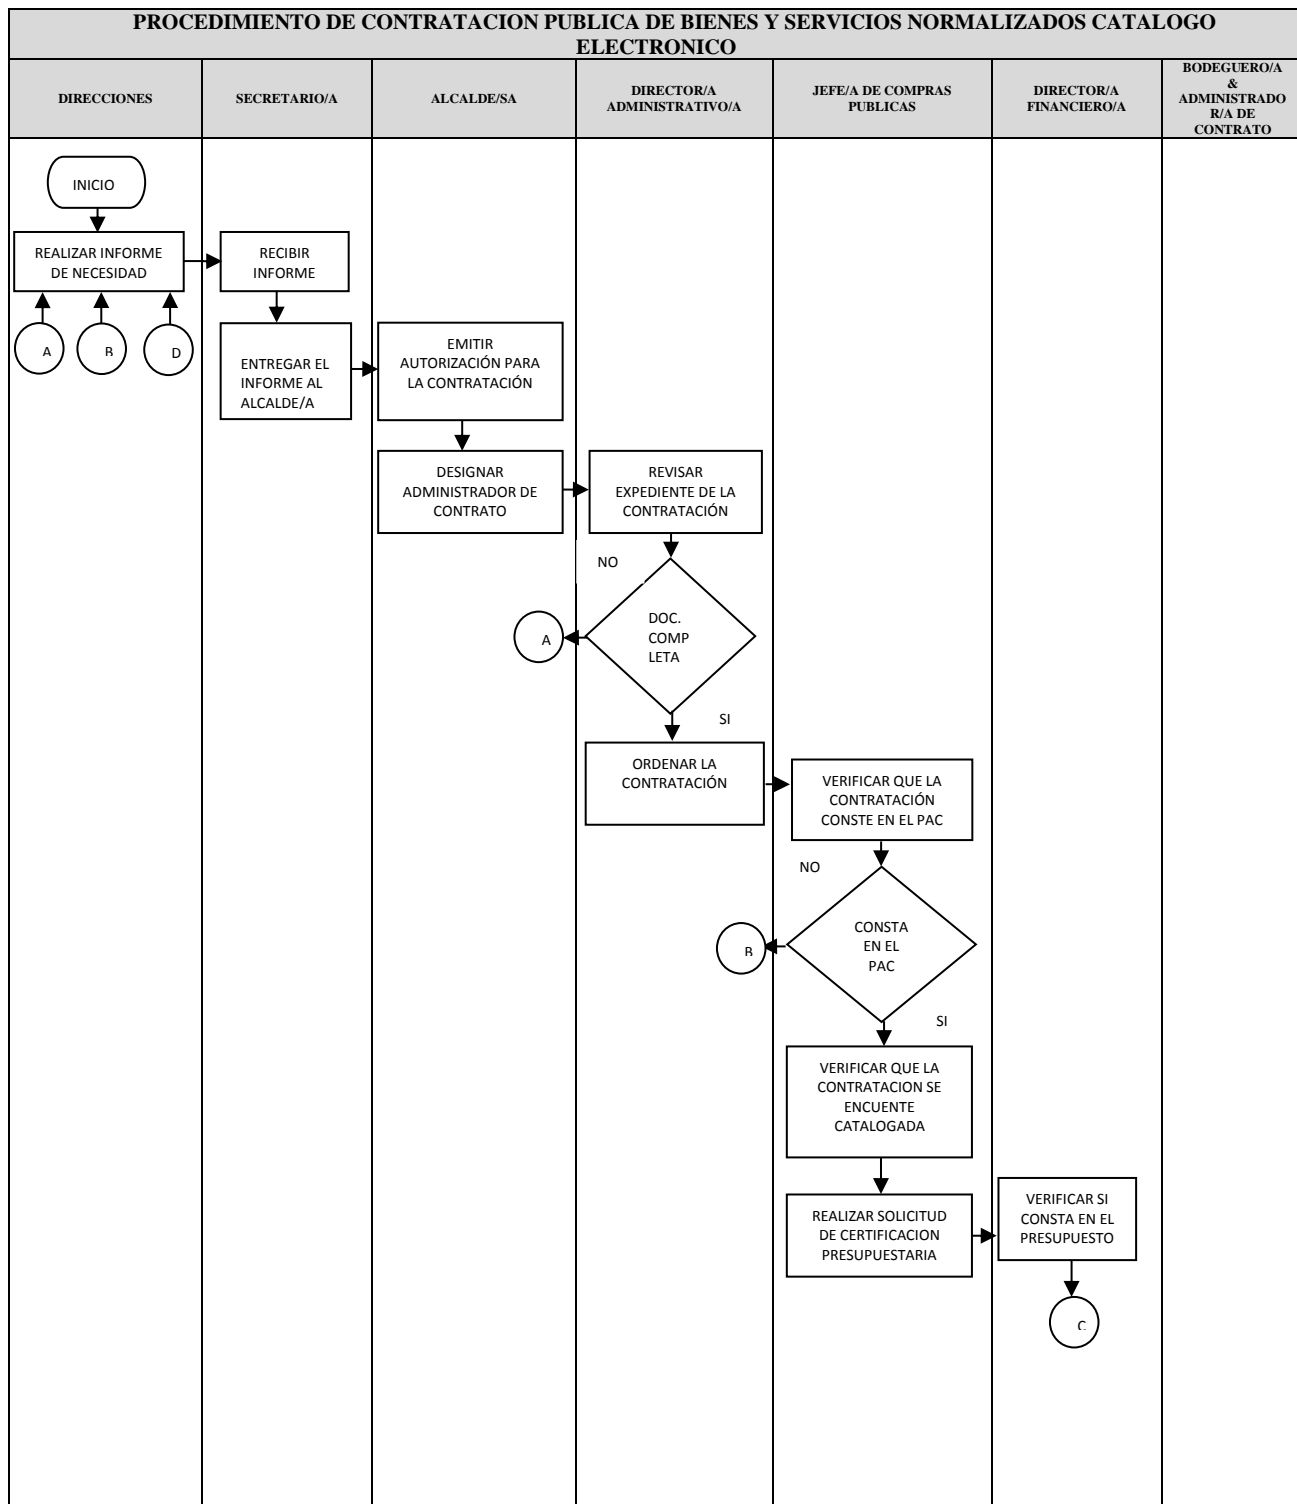 PROCEDIMIENTO DE CONTRATACION PUBLICA DE BIENES Y SERVICIOS NORMALIZADOS CATALOGO
ELECTRONICO
DIRECCIONES
SECRETARIO/A
ALCALDE/SA
DIRECTOR/A
ADMINISTRATIVO/A
JEFE/A DE COMPRAS
PUBLICAS
DIRECTOR/A
FINANCIERO/A
BODEGUERO/A
&
ADMINISTRADO
R/A DE
CONTRATO
INICIO
REALIZAR INFORME
DE NECESIDAD
RECIBIR
INFORME
A
B
D
ENTREGAR EL
INFORME AL
ALCALDE/A
EMITIR
AUTORIZACIÓN PARA
LA CONTRATACIÓN
DESIGNAR
ADMINISTRADOR DE
CONTRATO
REVISAR
EXPEDIENTE DE LA
CONTRATACIÓN
NO
DOC.
COMP
LETA
A
SI
ORDENAR LA
CONTRATACIÓN
VERIFICAR QUE LA
CONTRATACIÓN
CONSTE EN EL PAC
NO
CONSTA
EN EL
PAC
B
SI
VERIFICAR QUE LA
CONTRATACION SE
ENCUENTE
CATALOGADA
REALIZAR SOLICITUD
DE CERTIFICACION
PRESUPUESTARIA
VERIFICAR SI
CONSTA EN EL
PRESUPUESTO
C